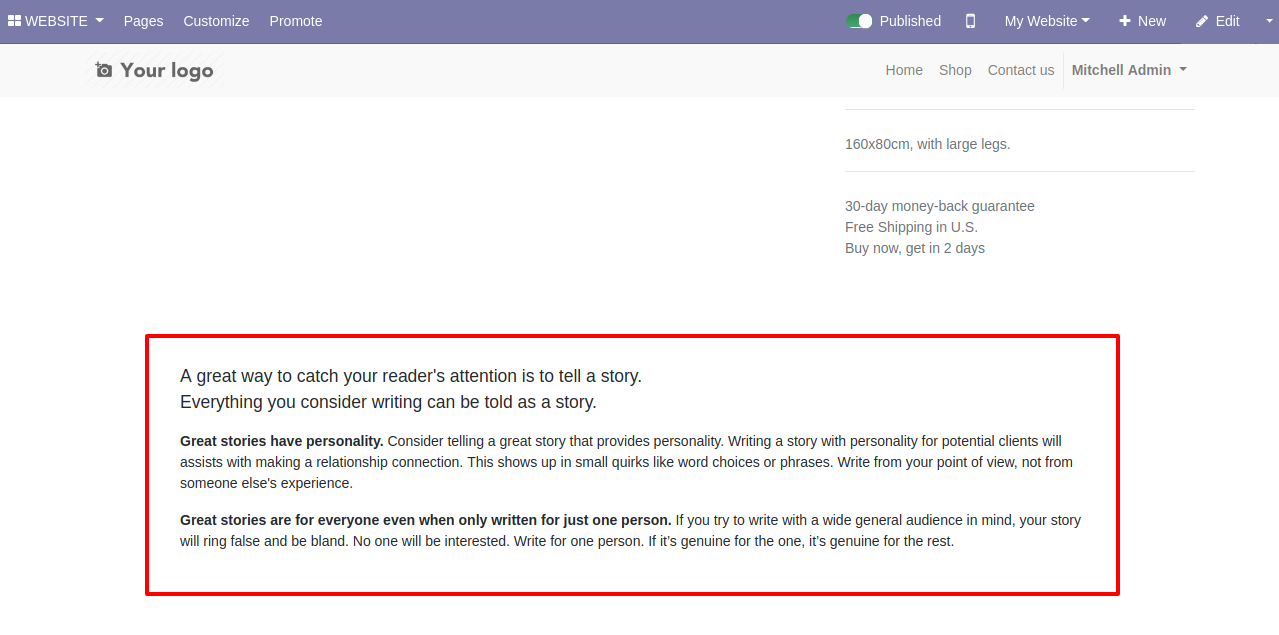 WEBSITE Pages Customize Promote Published My Website New Edit
Your logo Home Shop Contact us Mitchell Admin
160x80cm, with large legs.
30-day money-back guarantee
Free Shipping in U.S.
Buy now, get in 2 days
A great way to catch your reader's attention is to tell a story.
Everything you consider writing can be told as a story.
Great stories have personality. Consider telling a great story that provides personality. Writing a story with personality for potential clients will
assists with making a relationship connection. This shows up in small quirks like word choices or phrases. Write from your point of view, not from
someone else's experience.
Great stories are for everyone even when only written for just one person. If you try to write with a wide general audience in mind, your story
will ring false and be bland. No one will be interested. Write for one person. If it’s genuine for the one, it’s genuine for the rest.